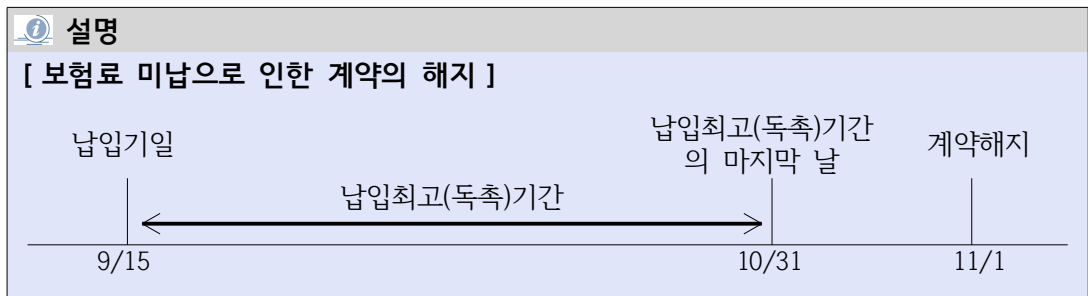 설명
[ 보험료 미납으로 인한 계약의 해지 ]
납입기일
납입최고(독촉)기간
의 마지막 날
계약해지
납입최고(독촉)기간
9/15
10/31
11/1